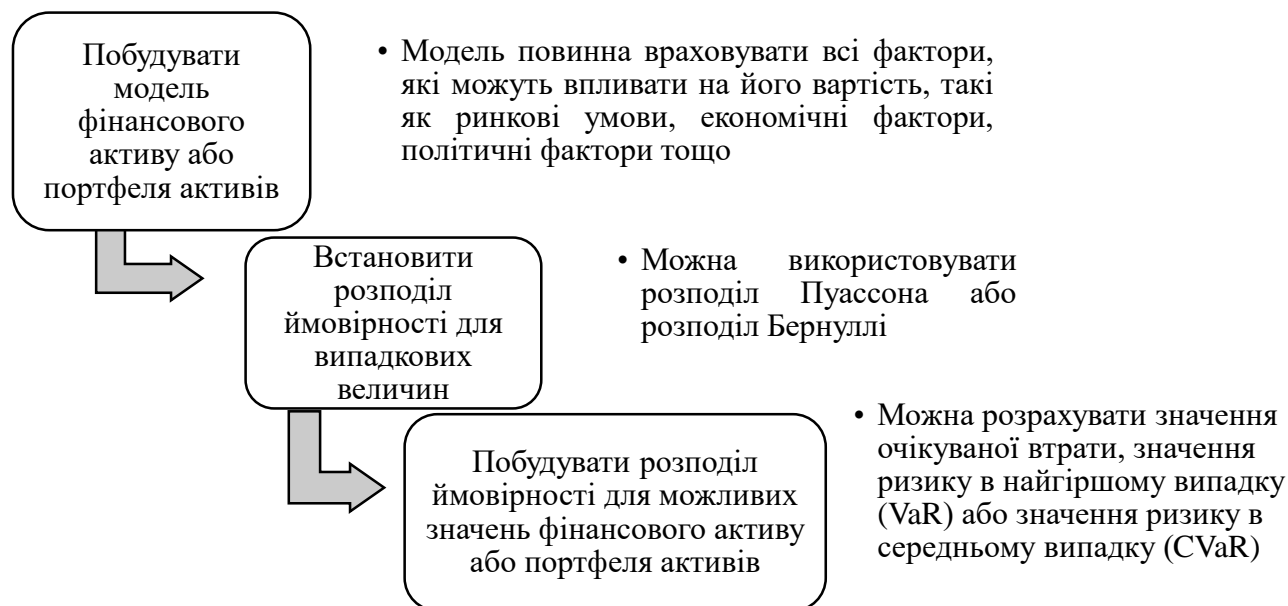 Побудувати
модель
фінансового
активу або
портфеля активів
• Модель повинна враховувати всі фактори,
які можуть впливати на його вартість, такі
як ринкові умови, економічні фактори,
політичні фактори тощо
Встановити
розподіл
ймовірності для
випадкових
величин
• Можна використовувати
розподіл Пуассона або
розподіл Бернуллі
Побудувати розподіл
ймовірності для можливих
значень фінансового активу
або портфеля активів
• Можна розрахувати значення
очікуваної втрати, значення
ризику в найгіршому випадку
(VaR) або значення ризику в
середньому випадку (CVaR)